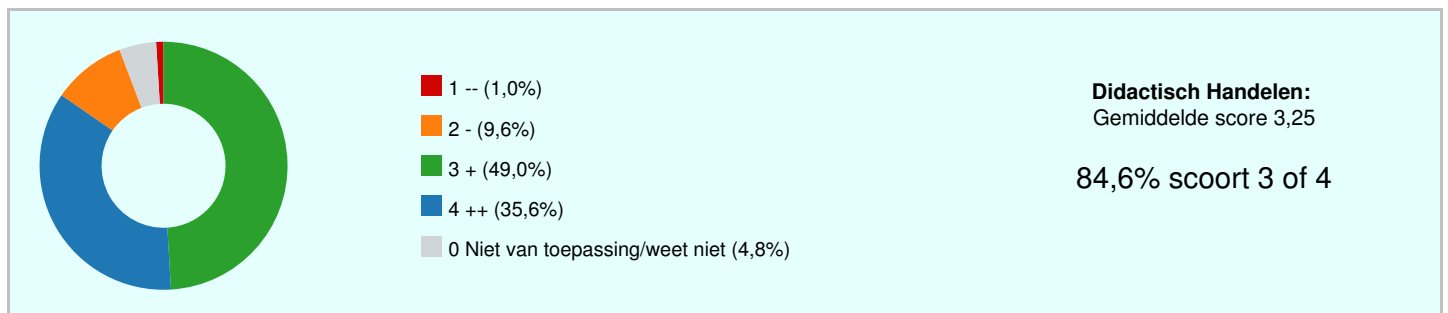 1 -- (1,0%)
2 - (9,6%)
3 + (49,0%)
4 ++ (35,6%)
0 Niet van toepassing/weet niet (4,8%)
Didactisch Handelen:
Gemiddelde score 3,25
84,6% scoort 3 of 4